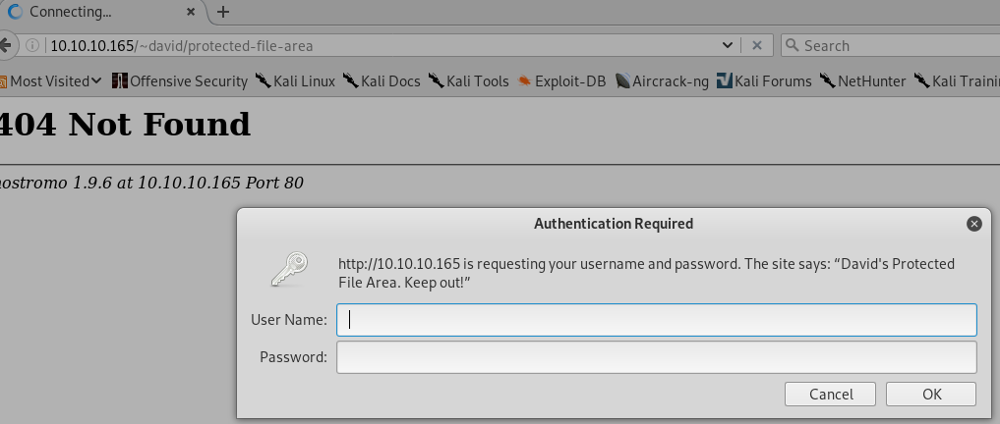 Connecting...
10.10.10.165/~david/protected-file-area
Search
Most Visited Offensive Security Kali Linux Kali Docs Kali Tools Exploit-DB Aircrack-ng Kali Forums NetHunter Kali Traini
404 Not Found
nostromo 1.9.6 at 10.10.10.165 Port 80
Authentication Required
http://10.10.10.165 is requesting your username and password. The site says: “David's Protected
File Area. Keep out!”
User Name:
Password:
Cancel OK